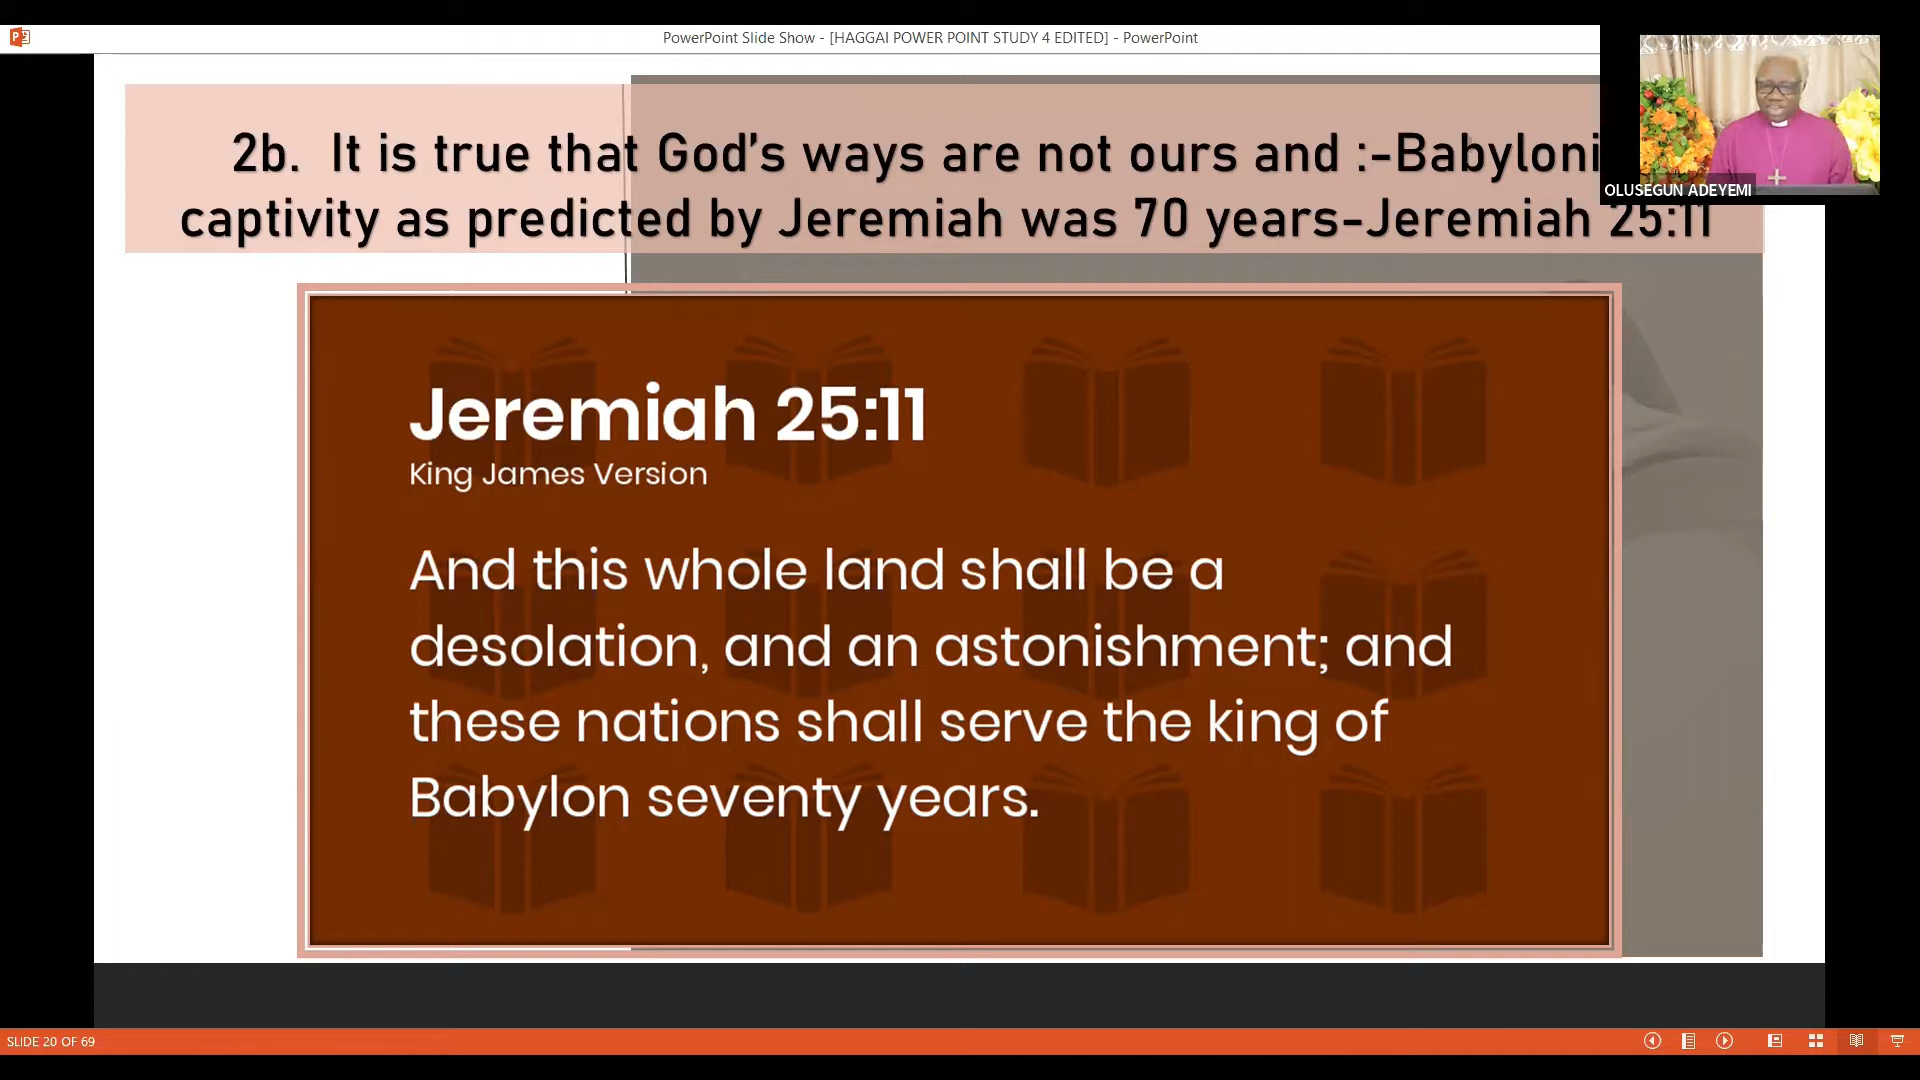 PowerPoint Slide Show - [HAGGAI POWER POINT STUDY 4 EDITED] - PowerPoint
2b. It is true that God's ways are not ours and :-Babyloni
captivity as predicted by Jeremiah was 70 years-Jeremiah 25:11
OLUSEGUN ADEYEMI
Jeremiah 25:11
King James Version
And this whole land shall be a
desolation, and an astonishment; and
these nations shall serve the king of
Babylon seventy years.
SLIDE 20 OF 69